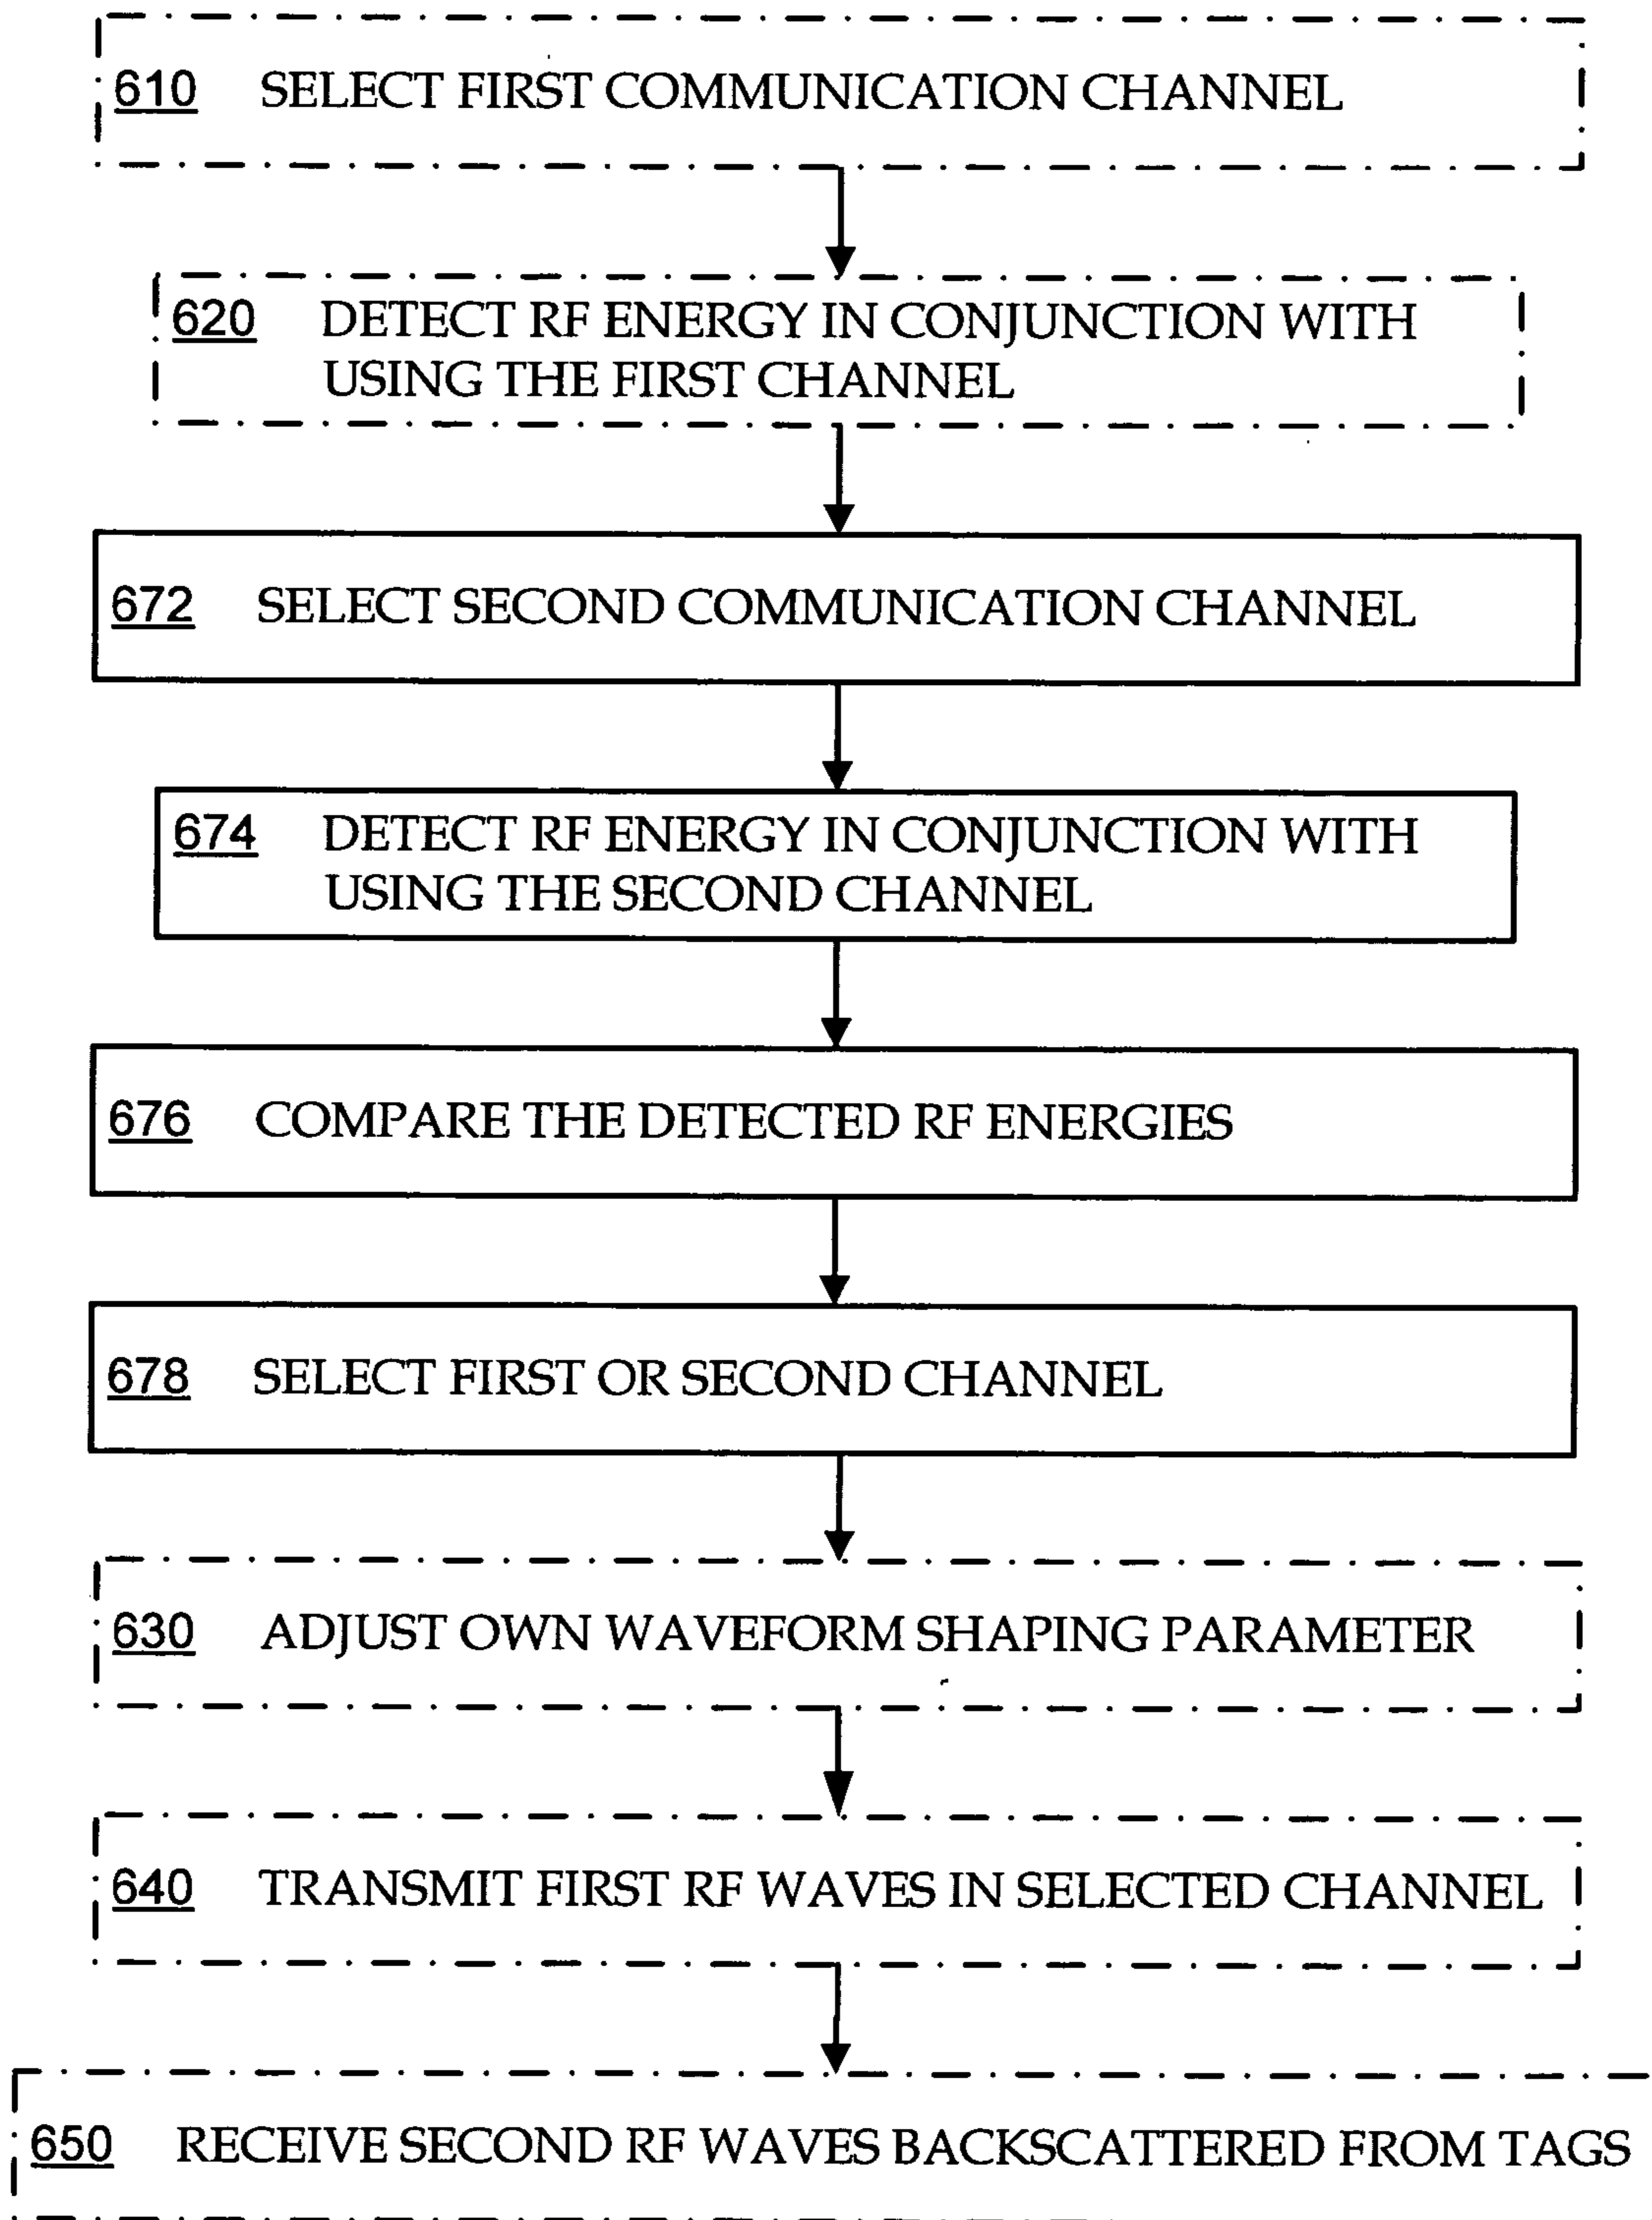 610 SELECT FIRST COMMUNICATION CHANNEL
620 DETECT RF ENERGY IN CONJUNCTION WITH
USING THE FIRST CHANNEL
672 SELECT SECOND COMMUNICATION CHANNEL
674 DETECT RF ENERGY IN CONJUNCTION WITH
USING THE SECOND CHANNEL
676 COMPARE THE DETECTED RF ENERGIES
678 SELECT FIRST OR SECOND CHANNEL
630 ADJUST OWN WAVEFORM SHAPING PARAMETER
640 TRANSMIT FIRST RF WAVES IN SELECTED CHANNEL
650 RECEIVE SECOND RF WAVES BACKSCATTERED FROM TAGS